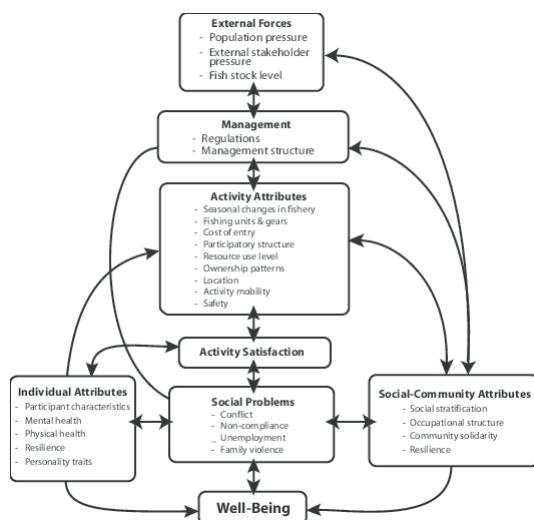 External Forces
- Population pressure
- External stakeholder
pressure
- Fish stock level
Management
- Regulations
- Management structure
Activity Attributes
- Seasonal changes in fishery
- Fishing units & gears
- Cost of entry
- Participatory structure
- Resource use level
- Ownership patterns
- Location
- Activity mobility
- Safety
Activity Satisfaction
Individual Attributes
- Participant characteristics
- Mental health
- Physical health
- Resilience
- Personality traits
Social Problems
- Conflict
- Non-compliance
_ Unemployment
- Family violence
Social-Community Attributes
- Social stratification
- Occupational structure
- Community solidarity
- Resilience
Well-Being